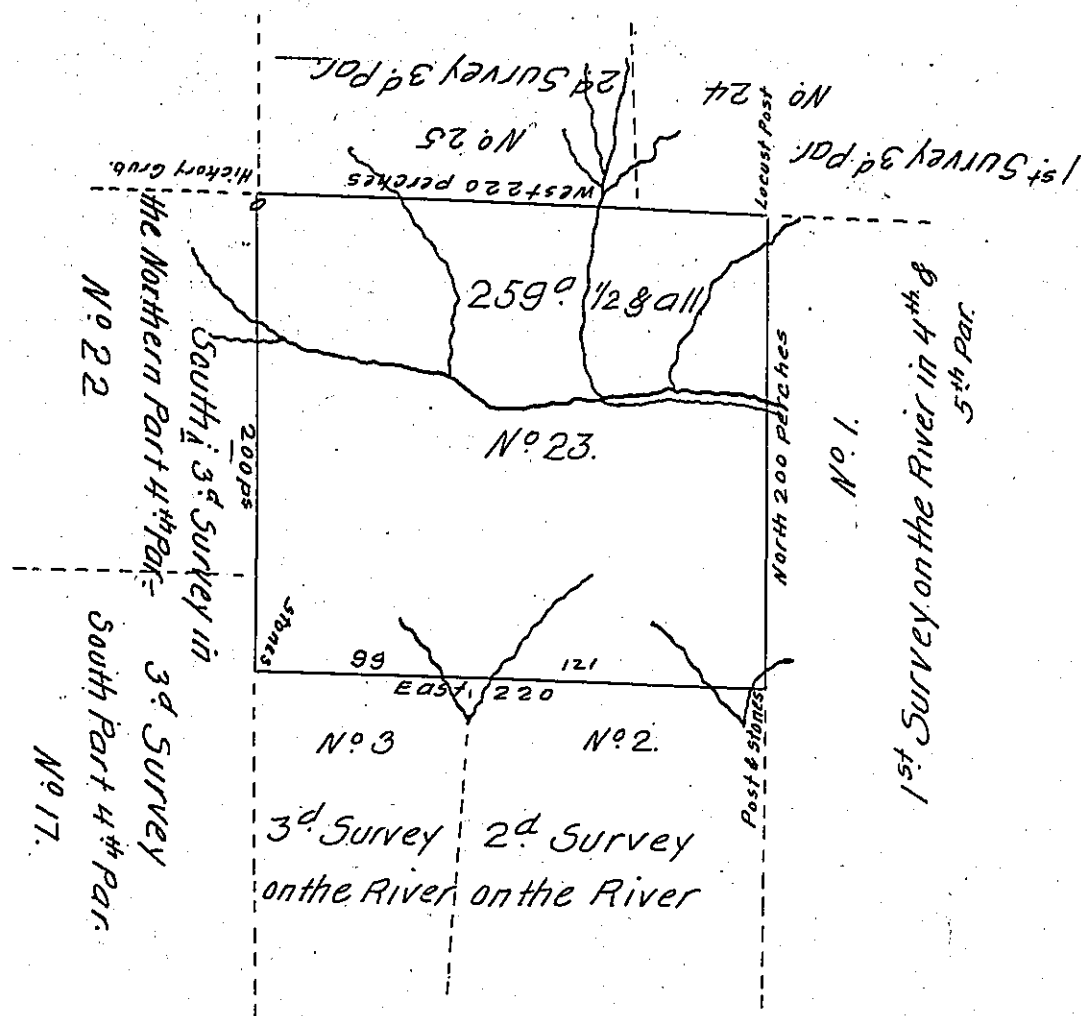 2d Survey 3d Par.
No 24
No 25
1st Survey 3d Par.
Hickory Grub.
West 220 perches
Locust Post
259a 1/2 & all
No 22
the Northern Part 4th Par.
South 3d Survey in
200 ps
No 23.
North 200 perches
No 1.
1st Survey on the River in 4th &
5th Par.
Stones
99
121
East, 220
Post & Stones
No 3
No 2.
3d Survey
South Part 4th Par.
No 17.
3d Survey
on the River
2d Survey
on the River